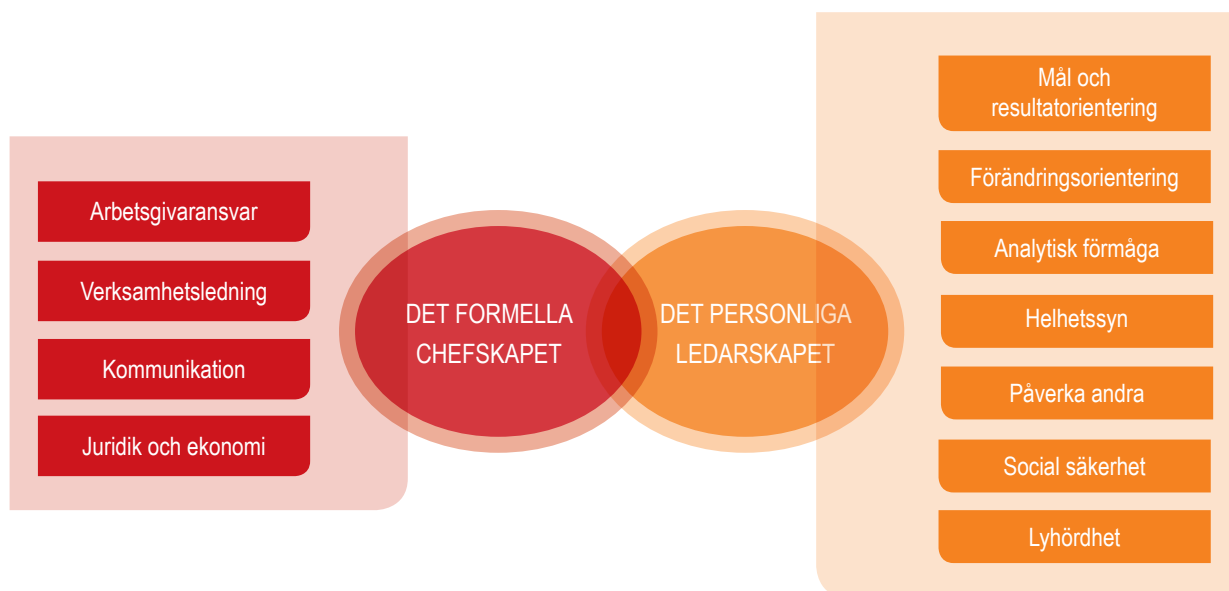 Arbetsgivaransvar
Verksamhetsledning
Kommunikation
Juridik och ekonomi
DET FORMELLA
CHEFSKAPET
DET PERSONLIGA
LEDARSKAPET
Mål och
resultatorientering
Förändringsorientering
Analytisk förmåga
Helhetssyn
Påverka andra
Social säkerhet
Lyhördhet